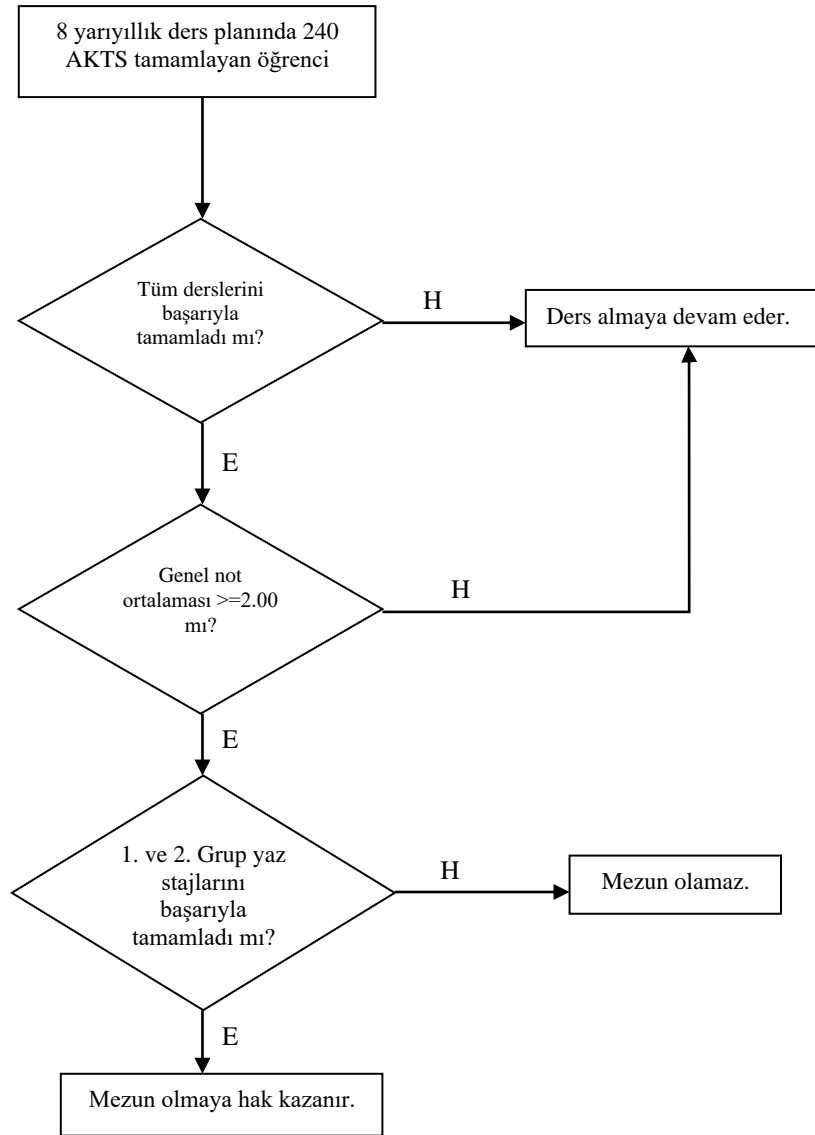 8 yarıyıllık ders planında 240
AKTS tamamlayan öğrenci
Tüm derslerini
başarıyla
tamamladı mı?
H
Ders almaya devam eder.
E
Genel not
ortalaması >=2.00
mı?
H
E
1. ve 2. Grup yaz
stajlarını
başarıyla
tamamladı mı?
H
Mezun olamaz.
E
Mezun olmaya hak kazanır.